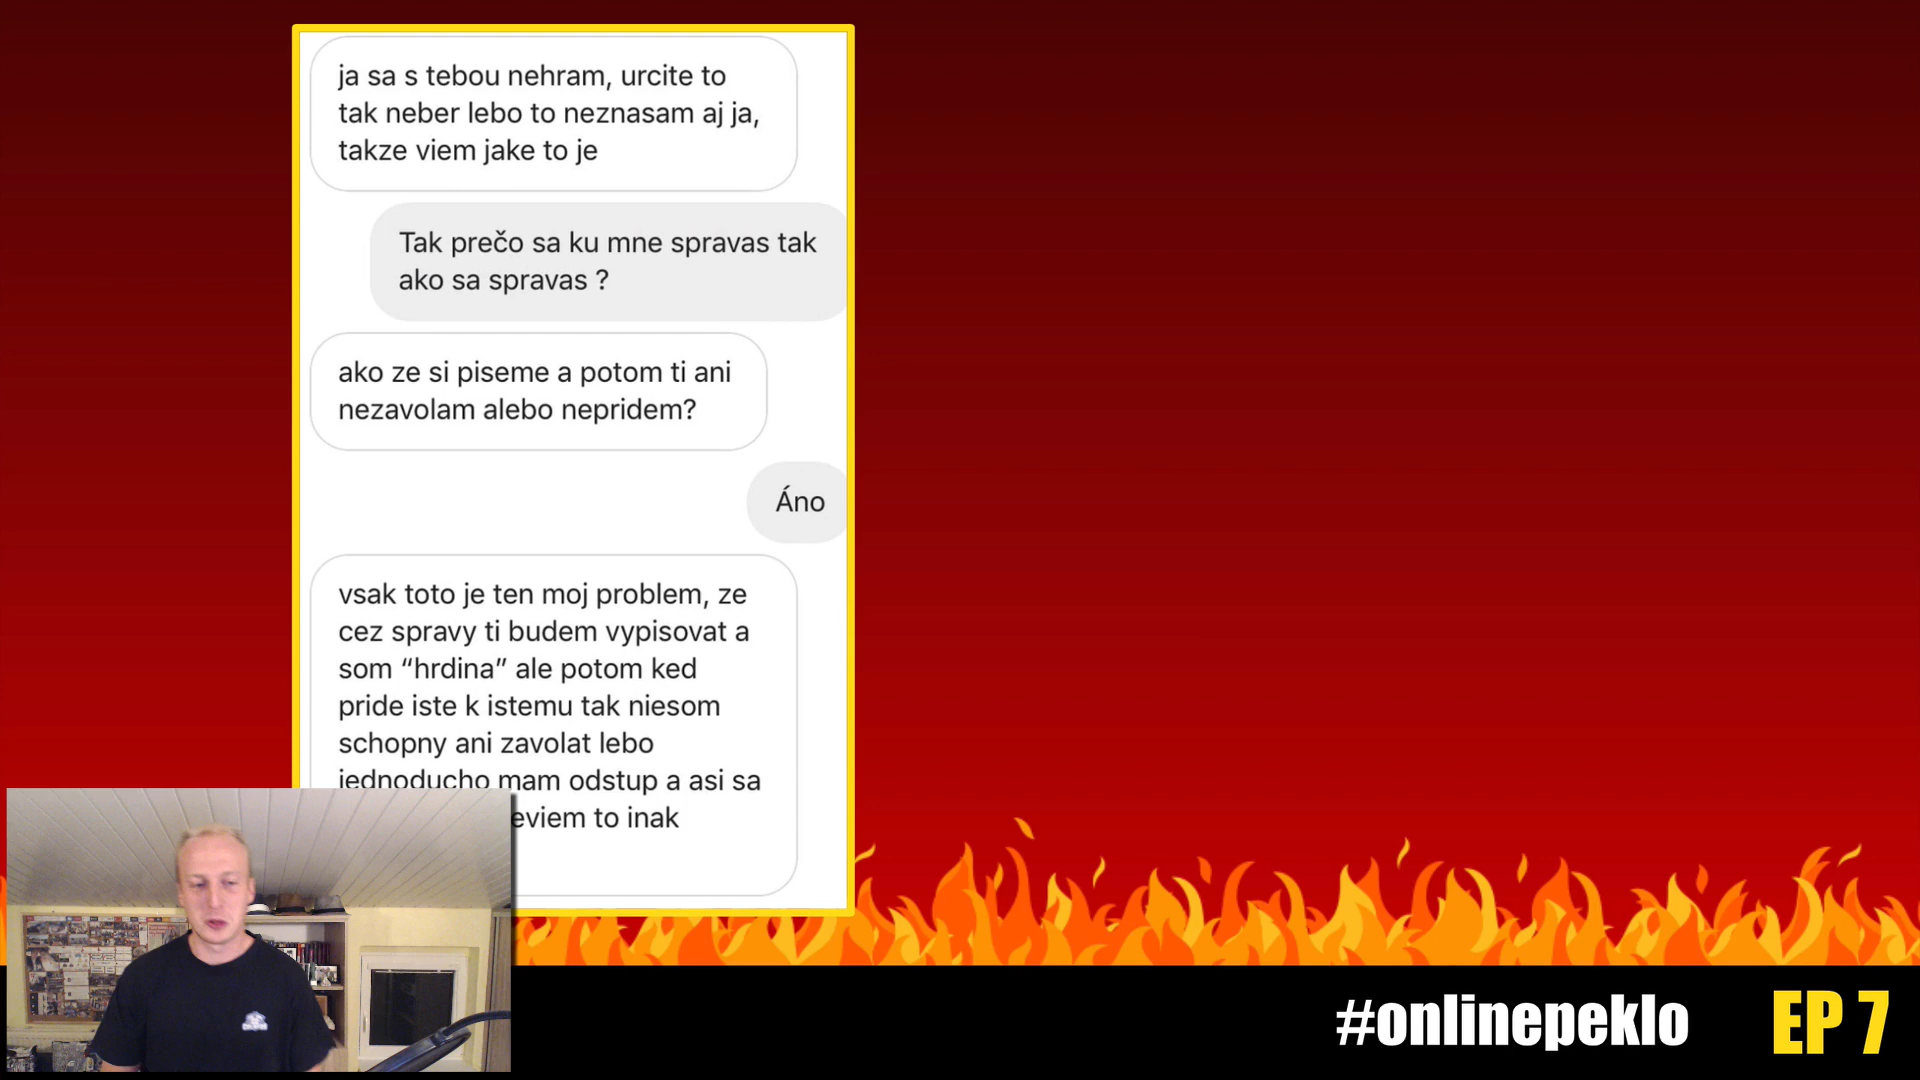 ja sa s tebou nehram, urcite to
tak neber lebo to neznasam aj ja,
takze viem jake to je
Tak prečo sa ku mne spravas tak
ako sa spravas ?
ako ze si piseme a potom ti ani
nezavolam alebo nepridem?
Áno
vsak toto je ten moj problem, ze
cez spravy ti budem vypisovat a
som “hrdina” ale potom ked
pride iste k istemu tak niesom
schopny ani zavolat lebo
jednoducho mam odstup a asi sa
to inak
#onlinepeklo
EP 7